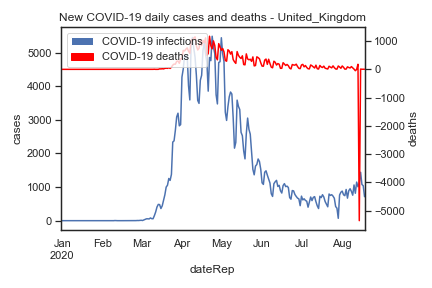 New COVID-19 daily cases and deaths - United_Kingdom
COVID-19 infections
COVID-19 deaths
5000
4000
3000
2000
1000
0
cases
1000
0
-1000
-2000
-3000
-4000
-5000
deaths
Jan Feb Mar Apr May Jun Jul Aug
2020
dateRep